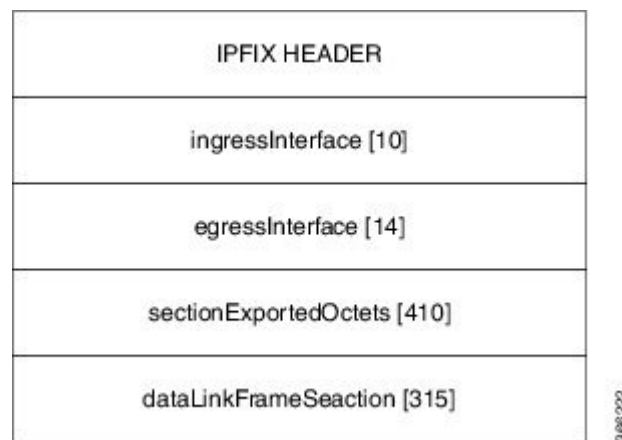 IPFIX HEADER
ingressInterface [10]
egressInterface [14]
sectionExportedOctets [410]
dataLinkFrameSeaction [315]